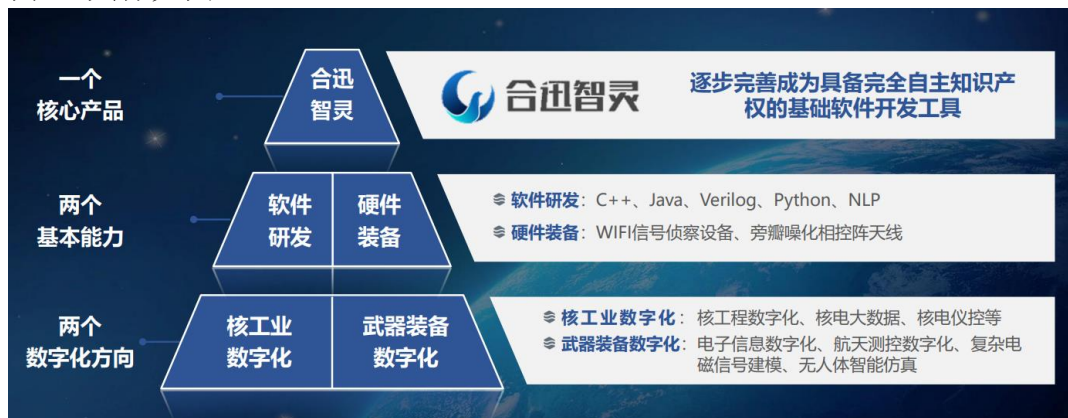 一个
核心产品
合迅
智灵
合迅智灵
逐步完善成为具备完全自主知识产
权的基础软件开发工具
两个
基本能力
软件
研发
硬件
装备
软件研发：C++、Java、Verilog、Python、NLP
硬件装备：WIFI信号侦察设备、旁瓣噪化相控阵天线
两个
数字化方向
核工业
数字化
武器装备
数字化
核工业数字化：核工程数字化、核电大数据、核电仪控等
武器装备数字化：电子信息数字化、航天测控数字化、复杂电
磁信号建模、无人体智能仿真